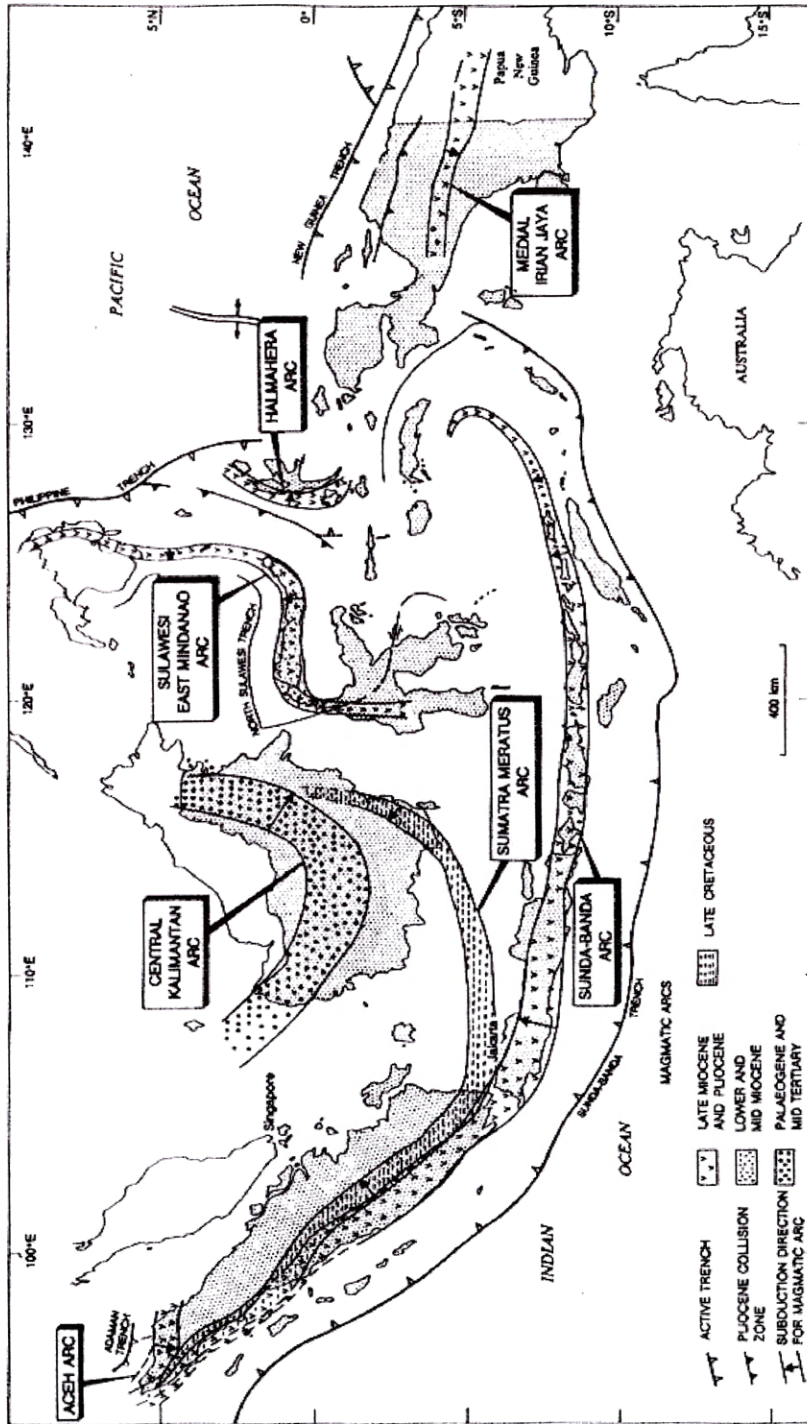 100°E
110°E
120°E
130°E
140°E
5°N
0°
5°S
10°S
15°S
ACEH ARC
ADAMAN
TRENCH
Singapore
CENTRAL
KALIMANTAN
ARC
SULAWESI
EAST MINDANAO
ARC
NORTH SULAWESI TRENCH
PHILIPPINE TRENCH
HALMAHERA
ARC
PACIFIC OCEAN
NEW GUINEA TRENCH
Papua
New
Guinea
MEDIAL
IRIAN JAYA
ARC
SUMATRA MERATUS
ARC
Jakarta
SUNDA-BANDA
ARC
SUNDA-BANDA TRENCH
INDIAN OCEAN
AUSTRALIA
400 km
MAGMATIC ARCS
ACTIVE TRENCH
PLIOCENE COLLISION
ZONE
SUBDUCTION DIRECTION
FOR MAGMATIC ARC
LATE MIOCENE
AND PLIOCENE
LOWER AND
MID MIOCENE
PALAEOGENE AND
MID TERTIARY
LATE CRETACEOUS